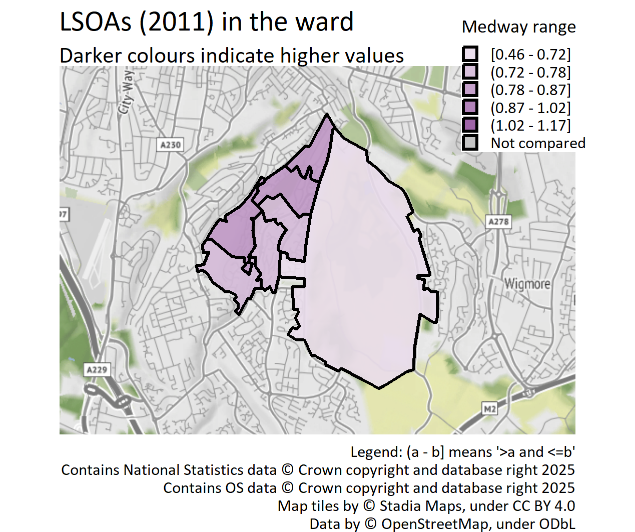 LSOAs (2011) in the ward
Darker colours indicate higher values
Medway range
[0.46 - 0.72]
(0.72 - 0.78]
(0.78 - 0.87]
(0.87 - 1.02]
(1.02 - 1.17]
Not compared
City Way
A230
A278
Wigmore
A229
M2
Legend: (a - b] means '>a and <=b'
Contains National Statistics data © Crown copyright and database right 2025
Contains OS data © Crown copyright and database right 2025
Map tiles by © Stadia Maps, under CC BY 4.0
Data by © OpenStreetMap, under ODbL